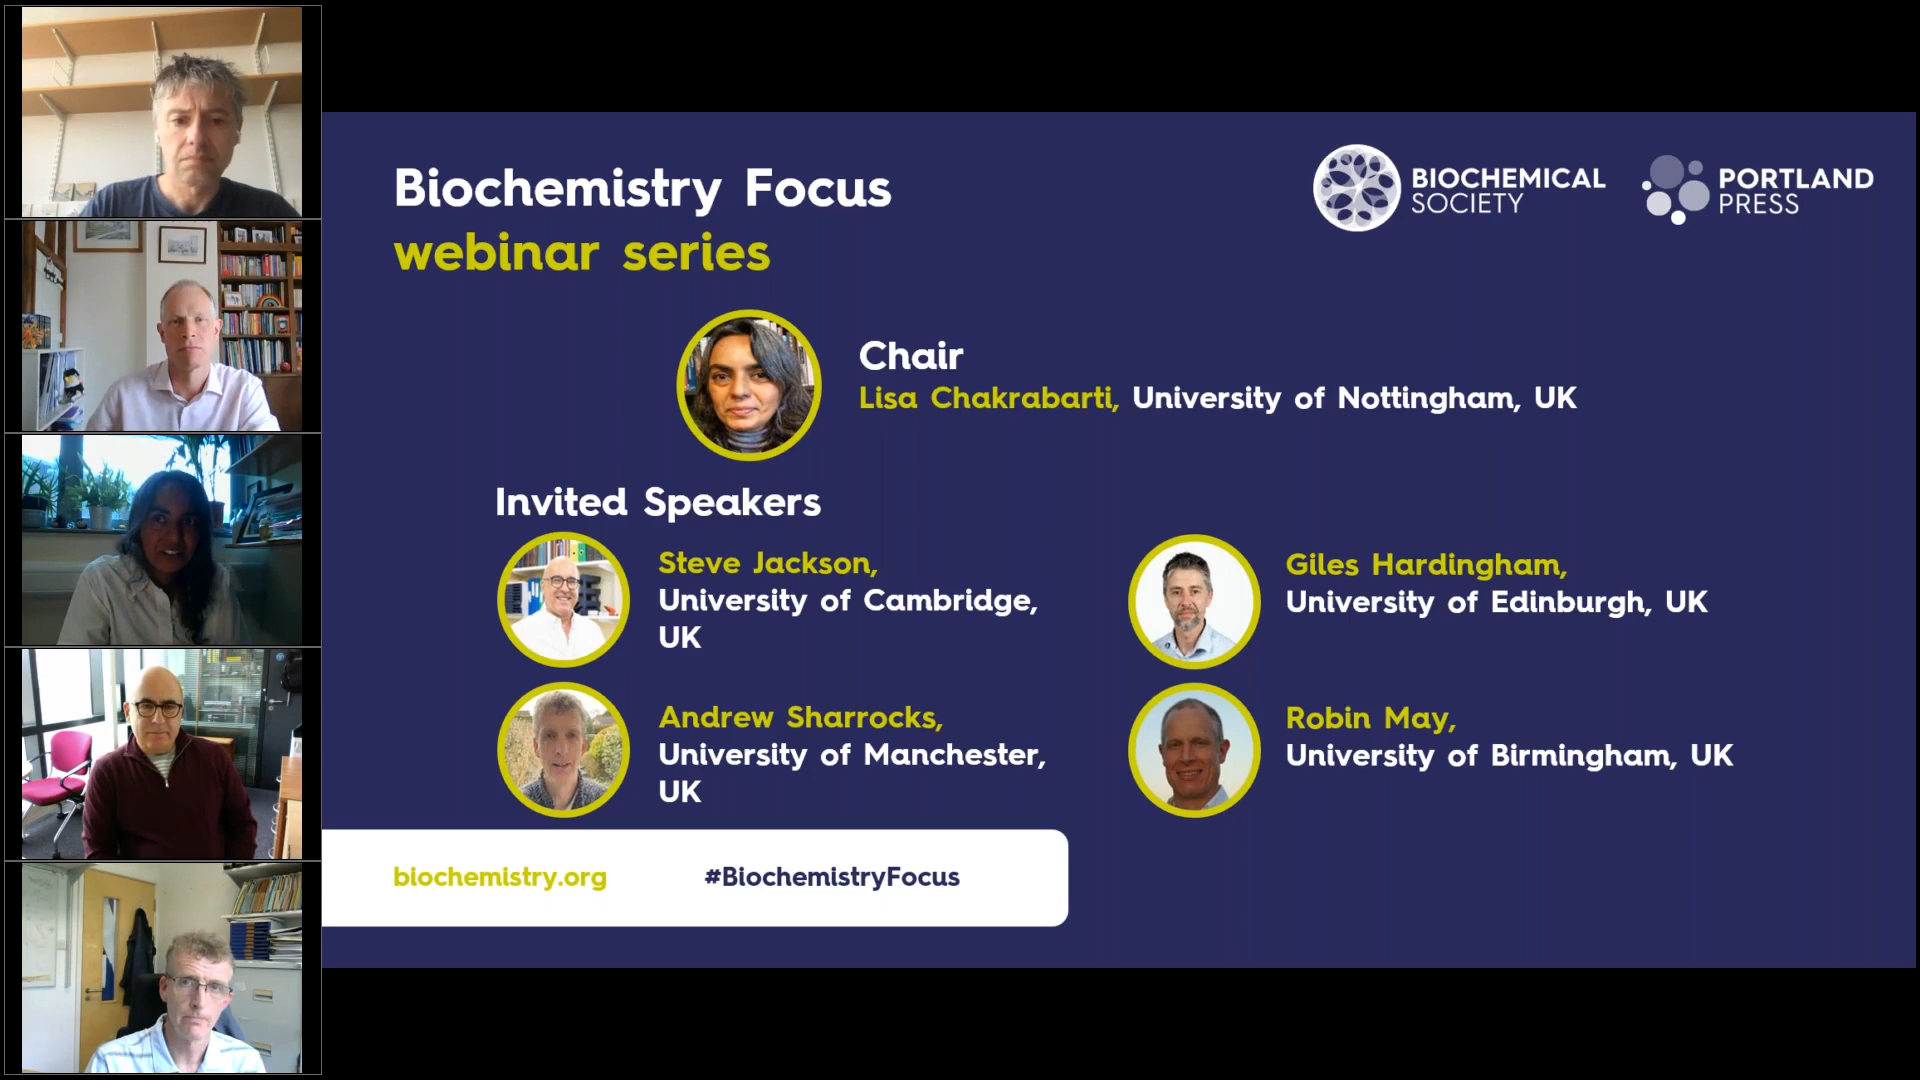 Biochemistry Focus
webinar series
BIOCHEMICAL
SOCIETY
PORTLAND
PRESS
Chair
Lisa Chakrabarti, University of Nottingham, UK
Invited Speakers
Steve Jackson,
University of Cambridge,
UK
Giles Hardingham,
University of Edinburgh, UK
Andrew Sharrocks,
University of Manchester,
UK
Robin May,
University of Birmingham, UK
biochemistry.org
#BiochemistryFocus